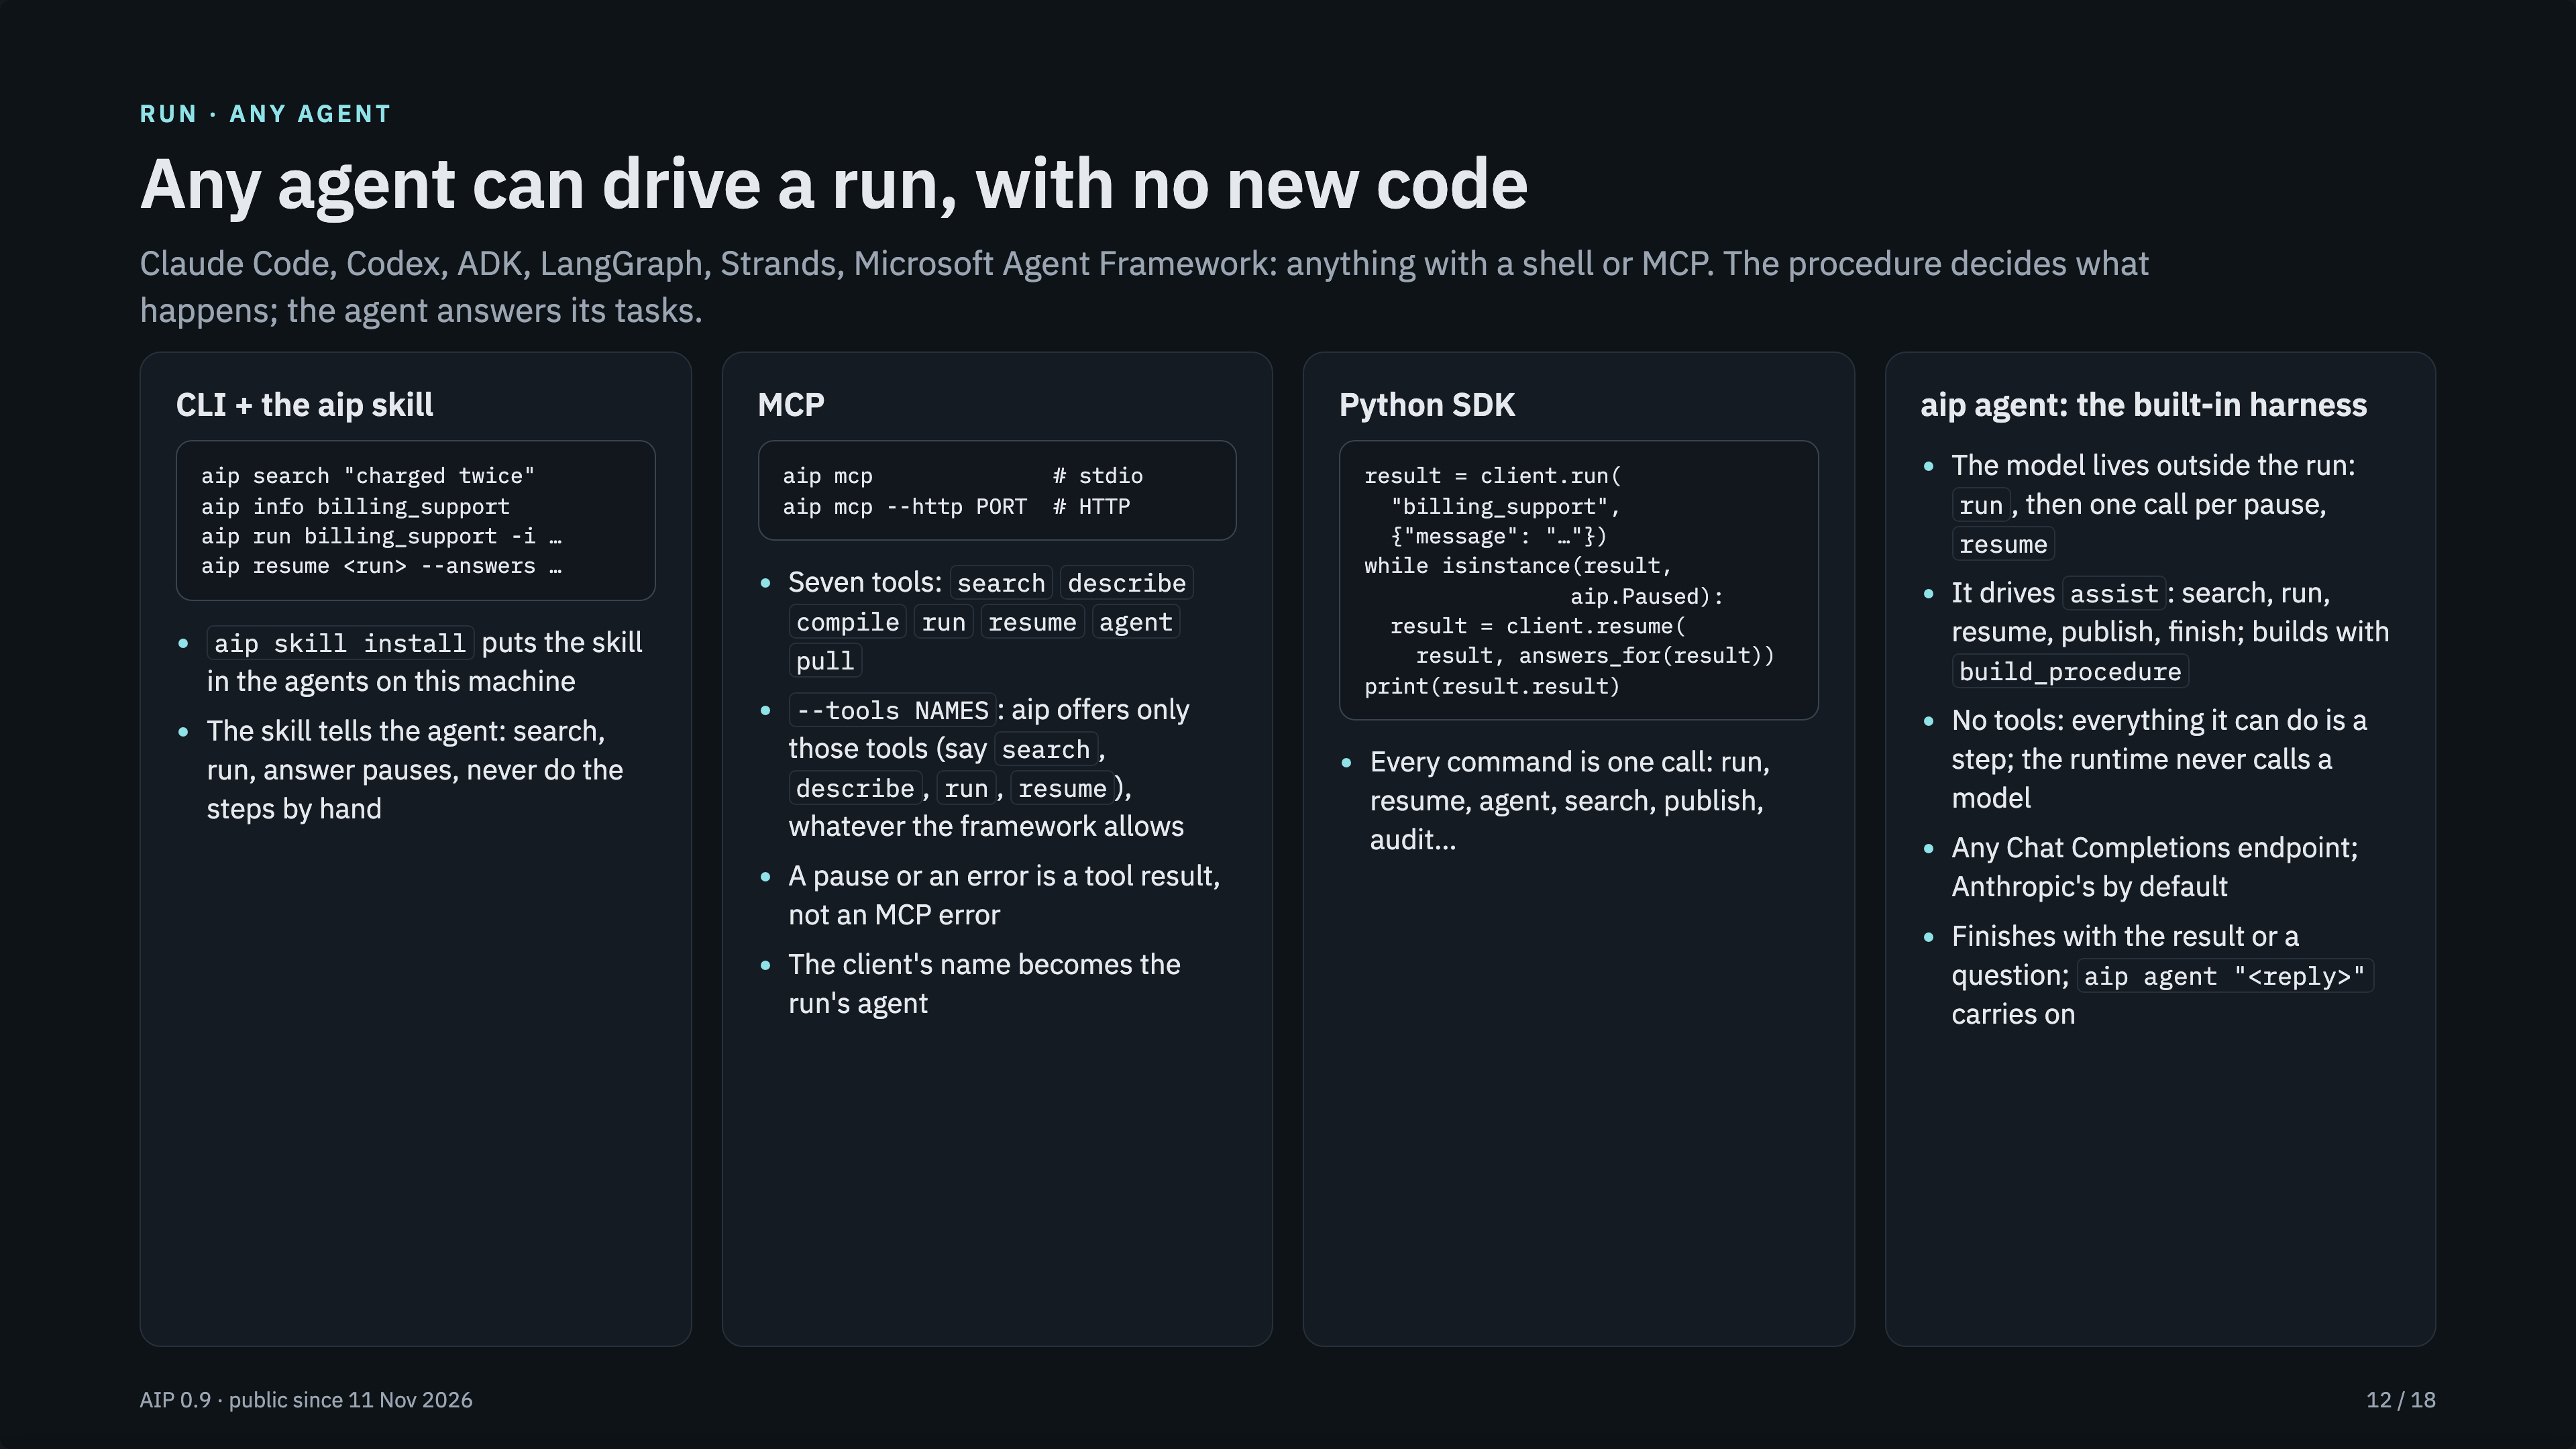 RUN · ANY AGENT
Any agent can drive a run, with no new code
Claude Code, Codex, ADK, LangGraph, Strands, Microsoft Agent Framework: anything with a shell or MCP. The procedure decides what
happens; the agent answers its tasks.
CLI + the aip skill
aip search "charged twice"
aip info billing_support
aip run billing_support -i …
aip resume <run> --answers …
• aip skill install puts the skill
in the agents on this machine
• The skill tells the agent: search,
run, answer pauses, never do the
steps by hand
MCP
aip mcp # stdio
aip mcp --http PORT # HTTP
• Seven tools: search describe
compile run resume agent
pull
• --tools NAMES: aip offers only
those tools (say search,
describe, run, resume),
whatever the framework allows
• A pause or an error is a tool result,
not an MCP error
• The client's name becomes the
run's agent
Python SDK
result = client.run(
"billing_support",
{"message": "…"})
while isinstance(result,
aip.Paused):
result = client.resume(
result, answers_for(result))
print(result.result)
• Every command is one call: run,
resume, agent, search, publish,
audit...
aip agent: the built-in harness
• The model lives outside the run:
run, then one call per pause,
resume
• It drives assist: search, run,
resume, publish, finish; builds with
build_procedure
• No tools: everything it can do is a
step; the runtime never calls a
model
• Any Chat Completions endpoint;
Anthropic's by default
• Finishes with the result or a
question; aip agent "<reply>"
carries on
AIP 0.9 · public since 11 Nov 2026
12 / 18